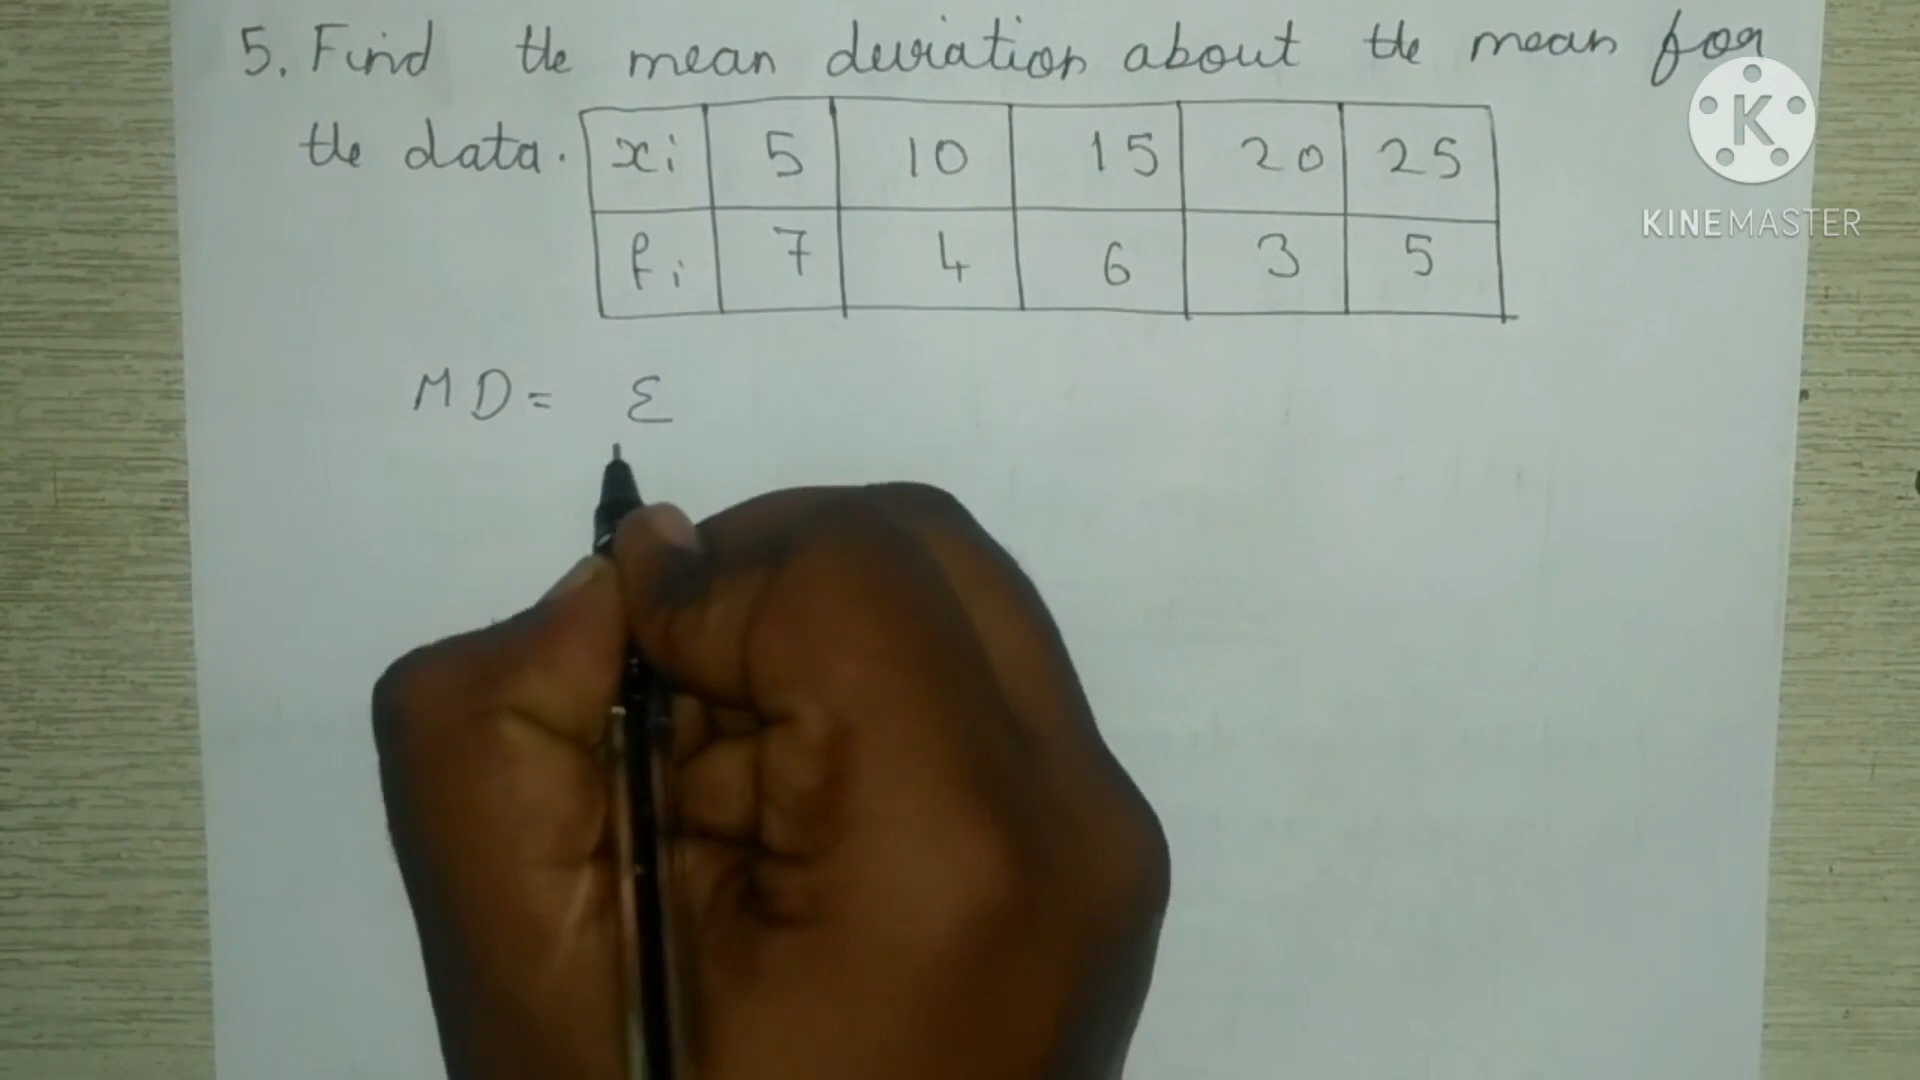 5. Find the mean deviation about the mean for
the data. xi 5 10 15 20 25
fi 7 4 6 3 5
MD = Σ
K
KINEMASTER